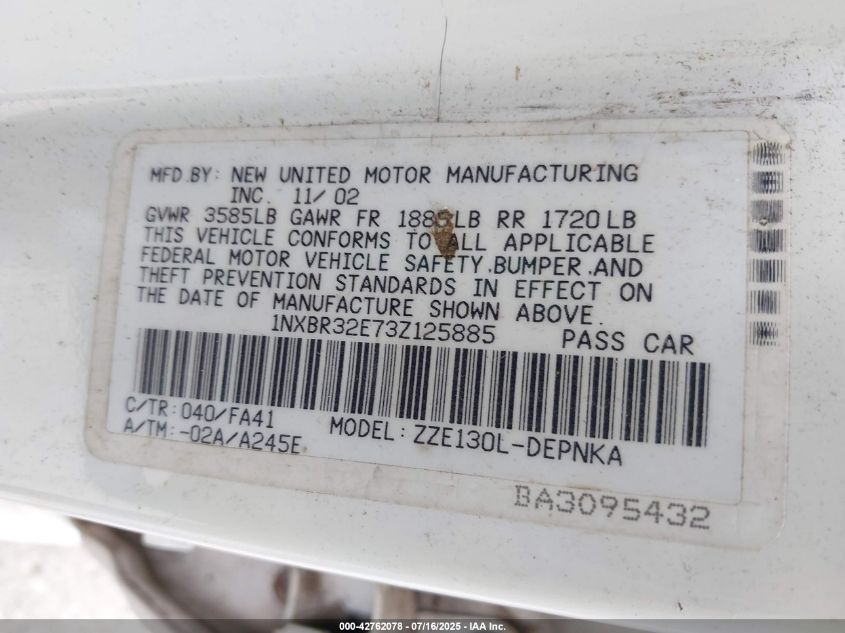 MFD BY: NEW UNITED MOTOR MANUFACTURING
INC. 11/ 02
GVWR 3585LB GAWR FR 1885LB RR 1720LB
THIS VEHICLE CONFORMS TO ALL APPLICABLE
FEDERAL MOTOR VEHICLE SAFETY,BUMPER,AND
THEFT PREVENTION STANDARDS IN EFFECT ON
THE DATE OF MANUFACTURE SHOWN ABOVE.
1NXBR32E73Z125885 PASS CAR
C/TR:040/FA41
A/TM:-02A/A245E MODEL: ZZE130L-DEPNKA
BA3095432
000-42762078 - 07/16/2025 - IAA Inc.